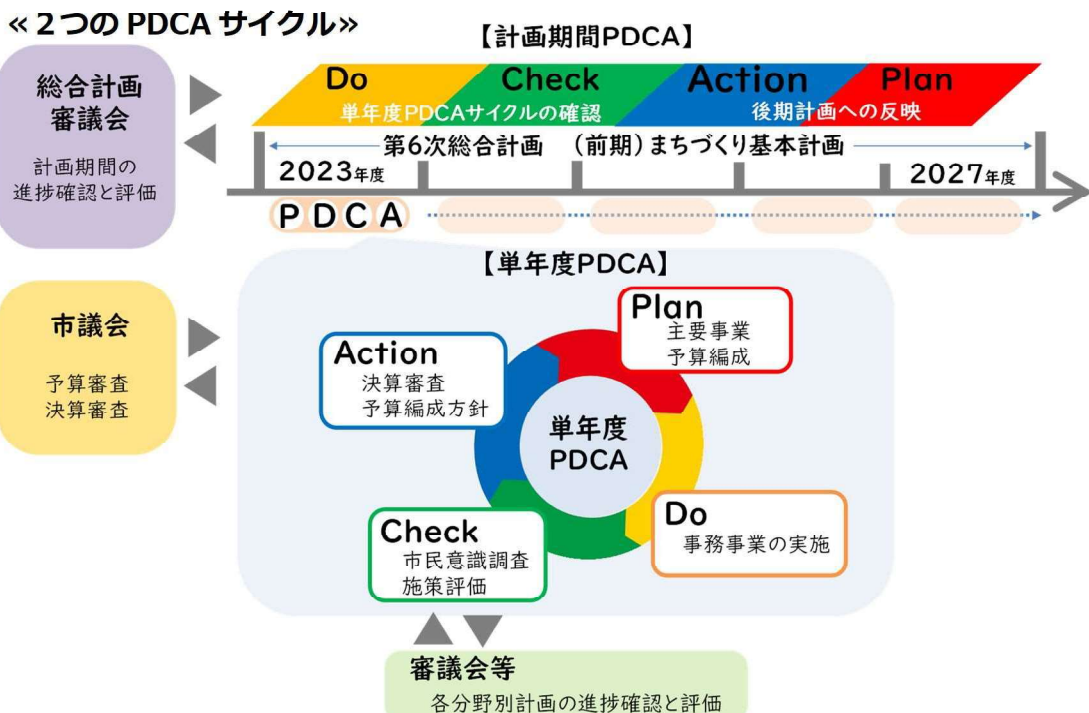 ≪2つの PDCA サイクル≫
【計画期間PDCA】
総合計画
審議会
計画期間の
進捗確認と評価
Do
Check
Action
Plan
単年度PDCAサイクルの確認
後期計画への反映
第6次総合計画 (前期)まちづくり基本計画
2023年度
2027年度
P D C A
【単年度PDCA】
市議会
予算審査
決算審査
Plan
主要事業
予算編成
Action
決算審査
予算編成方針
単年度
PDCA
Do
事務事業の実施
Check
市民意識調査
施策評価
審議会等
各分野別計画の進捗確認と評価